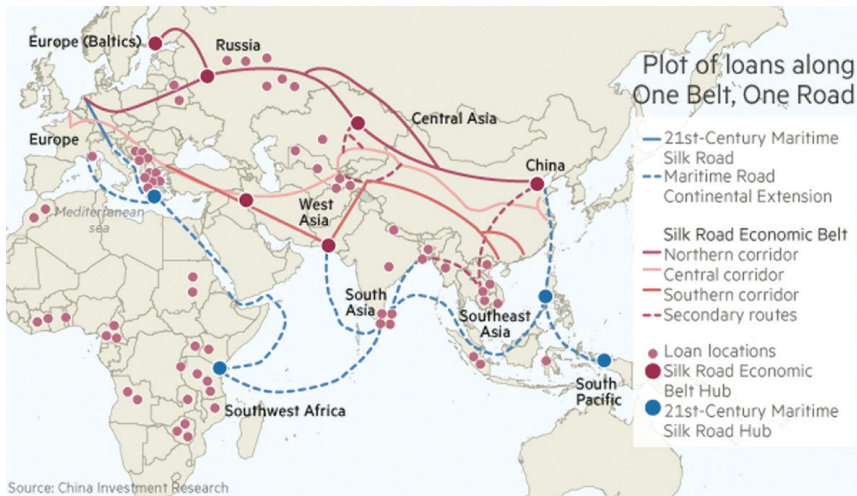 Europe (Baltics)
Russia
Plot of loans along
One Belt, One Road
Central Asia
Europe
China
21st-Century Maritime
Silk Road
Maritime Road
Continental Extension
West
Asia
Mediterranean
sea
Silk Road Economic Belt
Northern corridor
Central corridor
Southern corridor
Secondary routes
South
Asia
Southeast
Asia
Loan locations
Silk Road Economic
Belt Hub
21st-Century Maritime
Silk Road Hub
South
Pacific
Southwest Africa
Source: China Investment Research